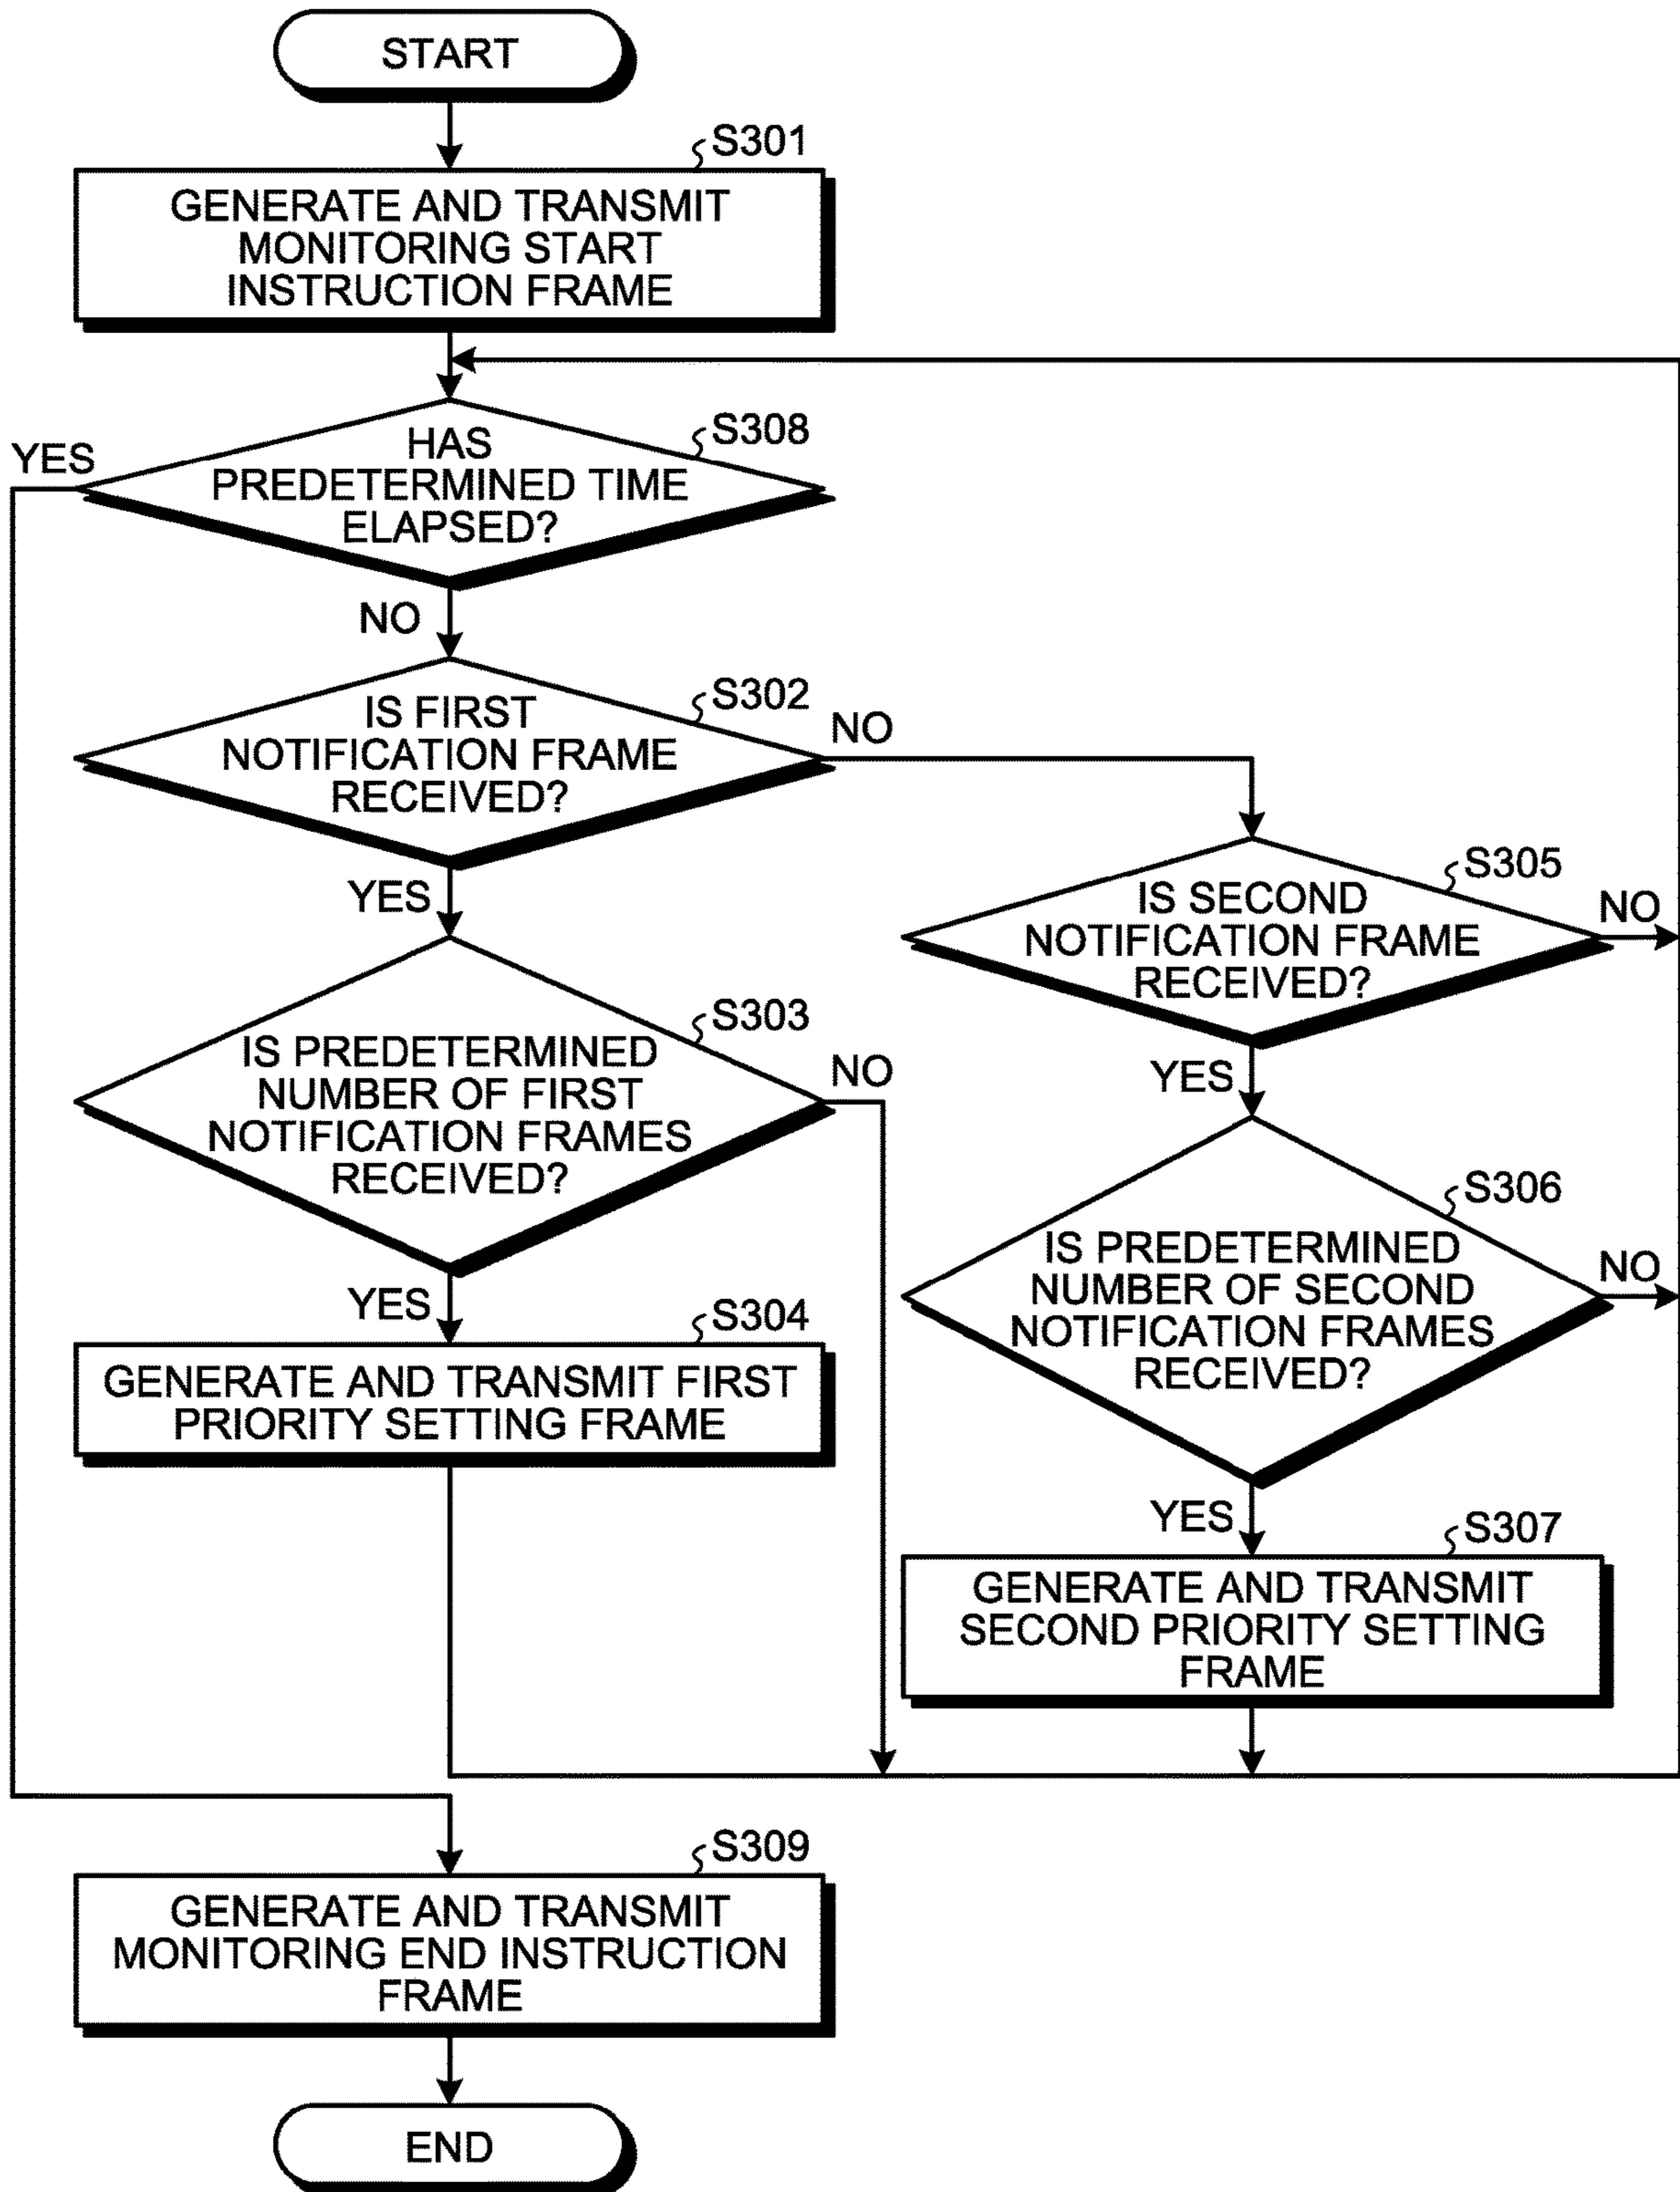 START
S301
GENERATE AND TRANSMIT
MONITORING START
INSTRUCTION FRAME
S308
YES
HAS
PREDETERMINED TIME
ELAPSED?
NO
S302
IS FIRST
NOTIFICATION FRAME
RECEIVED?
NO
YES
S305
IS SECOND
NOTIFICATION FRAME
RECEIVED?
NO
YES
S303
IS PREDETERMINED
NUMBER OF FIRST
NOTIFICATION FRAMES
RECEIVED?
NO
YES
S306
IS PREDETERMINED
NUMBER OF SECOND
NOTIFICATION FRAMES
RECEIVED?
NO
YES
S304
GENERATE AND TRANSMIT FIRST
PRIORITY SETTING FRAME
S307
GENERATE AND TRANSMIT
SECOND PRIORITY SETTING
FRAME
S309
GENERATE AND TRANSMIT
MONITORING END INSTRUCTION
FRAME
END